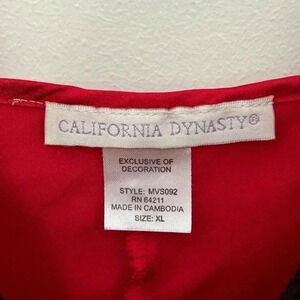 CALIFORNIA DYNASTY®
EXCLUSIVE OF
DECORATION
STYLE: MVS092
RN 64211
MADE IN CAMBODIA
SIZE: XL